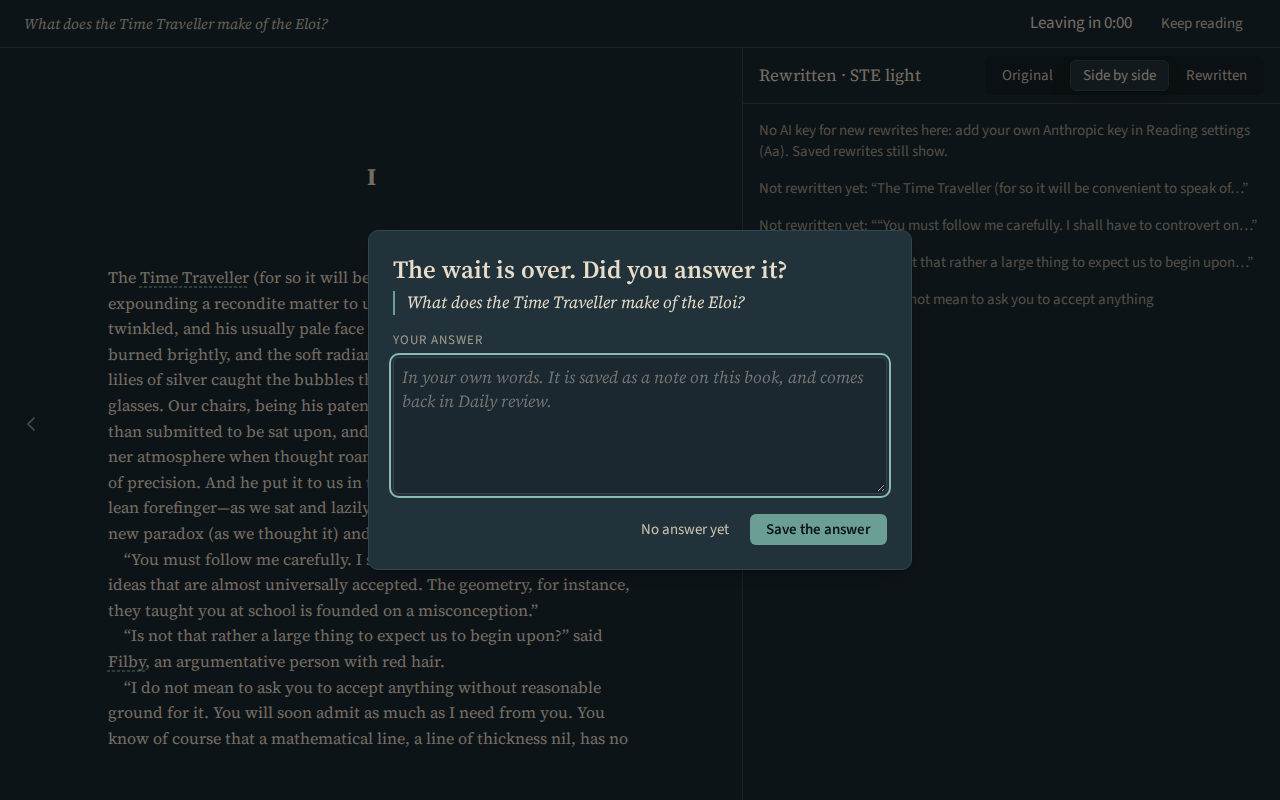 What does the Time Traveller make of the Eloi?
Leaving in 0:00
Keep reading
Rewritten · STE light
Original
Side by side
Rewritten
I
The Time Traveller (for so it will be
expounding a recondite matter to u
twinkled, and his usually pale face
burned brightly, and the soft radian
lilies of silver caught the bubbles th
glasses. Our chairs, being his paten
than submitted to be sat upon, and
ner atmosphere when thought roam
of precision. And he put it to us in
lean forefinger—as we sat and lazily
new paradox (as we thought it) and
“You must follow me carefully. I s
ideas that are almost universally accepted. The geometry, for instance,
they taught you at school is founded on a misconception.”
“Is not that rather a large thing to expect us to begin upon?” said
Filby, an argumentative person with red hair.
“I do not mean to ask you to accept anything without reasonable
ground for it. You will soon admit as much as I need from you. You
know of course that a mathematical line, a line of thickness nil, has no
No AI key for new rewrites here: add your own Anthropic key in Reading settings
(Aa). Saved rewrites still show.
Not rewritten yet: “The Time Traveller (for so it will be convenient to speak of…”
Not rewritten yet: ““You must follow me carefully. I shall have to controvert on…”
t that rather a large thing to expect us to begin upon…”
not mean to ask you to accept anything
The wait is over. Did you answer it?
What does the Time Traveller make of the Eloi?
YOUR ANSWER
In your own words. It is saved as a note on this book, and comes
back in Daily review.
No answer yet
Save the answer